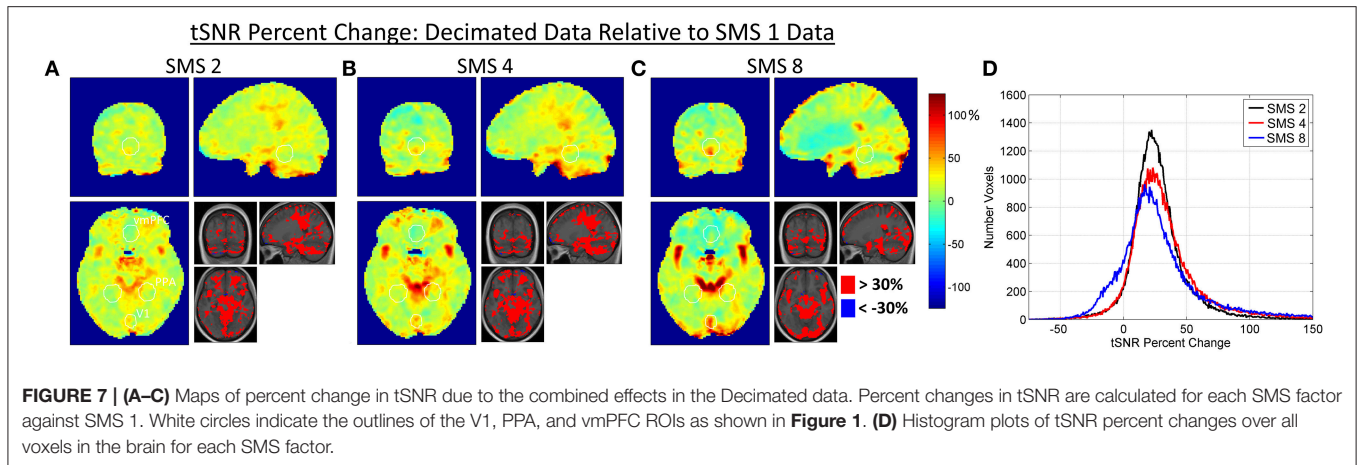 tSNR Percent Change: Decimated Data Relative to SMS 1 Data
A SMS 2
B SMS 4
C SMS 8
D
vmPFC
PPA
V1
100 %
50
0
-50
-100
> 30%
< -30%
1600
1400
1200
1000
800
600
400
200
0
Number Voxels
SMS 2
SMS 4
SMS 8
-50 0 50 100 150
tSNR Percent Change
FIGURE 7 | (A–C) Maps of percent change in tSNR due to the combined effects in the Decimated data. Percent changes in tSNR are calculated for each SMS factor
against SMS 1. White circles indicate the outlines of the V1, PPA, and vmPFC ROIs as shown in Figure 1. (D) Histogram plots of tSNR percent changes over all
voxels in the brain for each SMS factor.